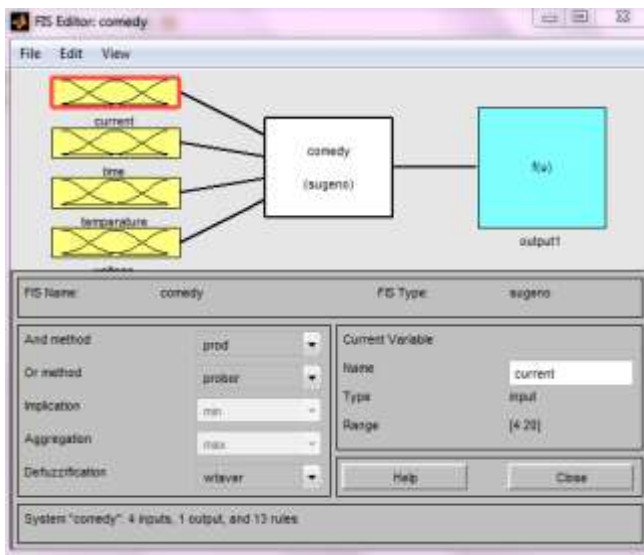 FIS Editor: comedy
File Edit View
current
time
temperature
voltage
comedy
(sugeno)
f(u)
output1
FIS Name: comedy FIS Type: sugeno
And method prod
Or method probor
Implication min
Aggregation max
Defuzzification wtaver
Current Variable
Name current
Type input
Range [4 20]
Help Close
System "comedy": 4 inputs, 1 output, and 13 rules